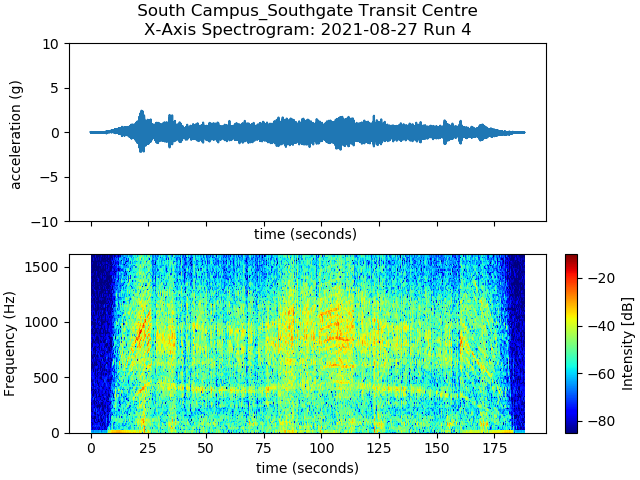 South Campus_Southgate Transit Centre
X-Axis Spectrogram: 2021-08-27 Run 4
10
5
0
−5
−10
acceleration (g)
time (seconds)
1500
1000
500
0
Frequency (Hz)
0 25 50 75 100 125 150 175
time (seconds)
−20
−40
−60
−80
Intensity [dB]